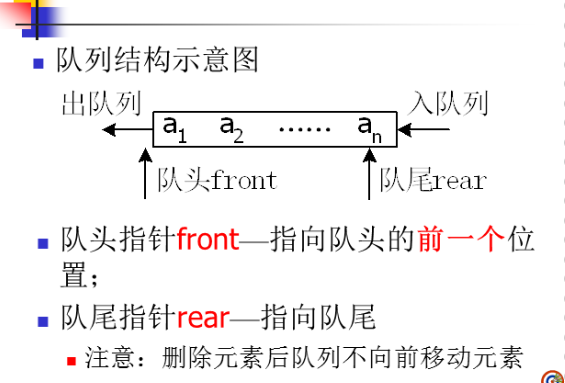 队列结构示意图
出队列 入队列
a1 a2 …… an
队头front 队尾rear
队头指针front—指向队头的前一个位
置；
队尾指针rear—指向队尾
注意：删除元素后队列不向前移动元素